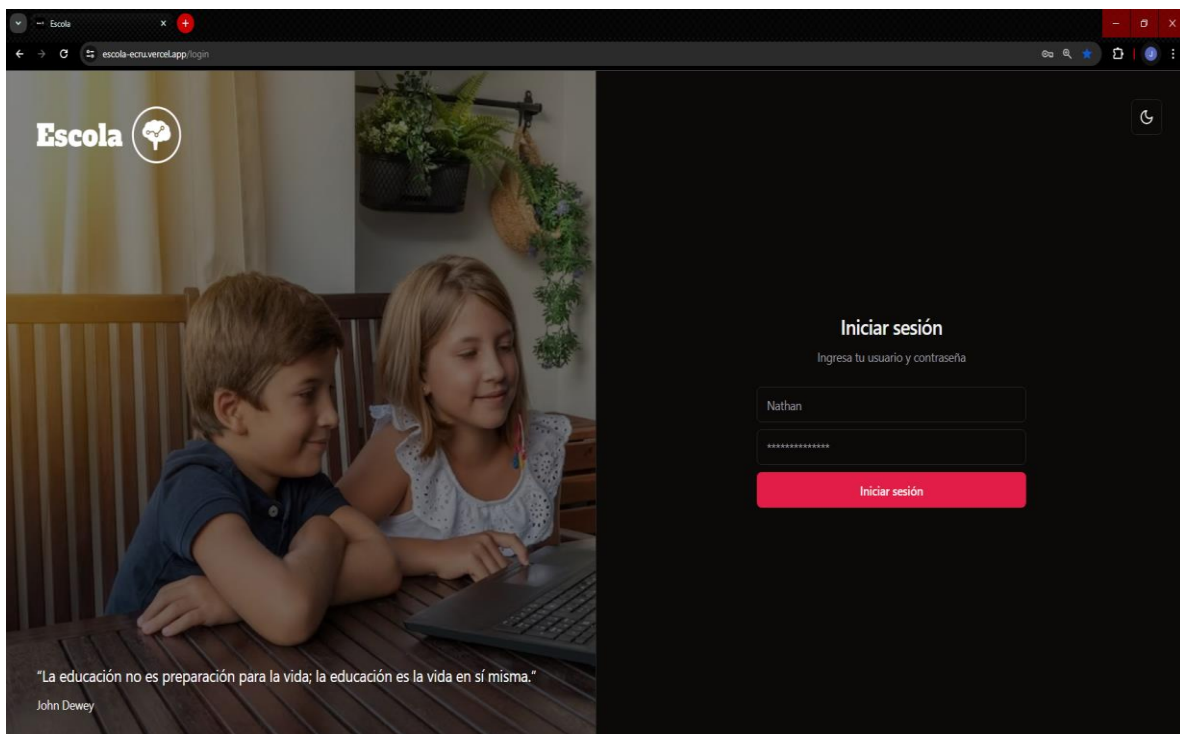 Escola
escola-ecru.vercel.app/login
J
Escola
"La educación no es preparación para la vida; la educación es la vida en sí misma."
John Dewey
Iniciar sesión
Ingresa tu usuario y contraseña
Nathan
**************
Iniciar sesión